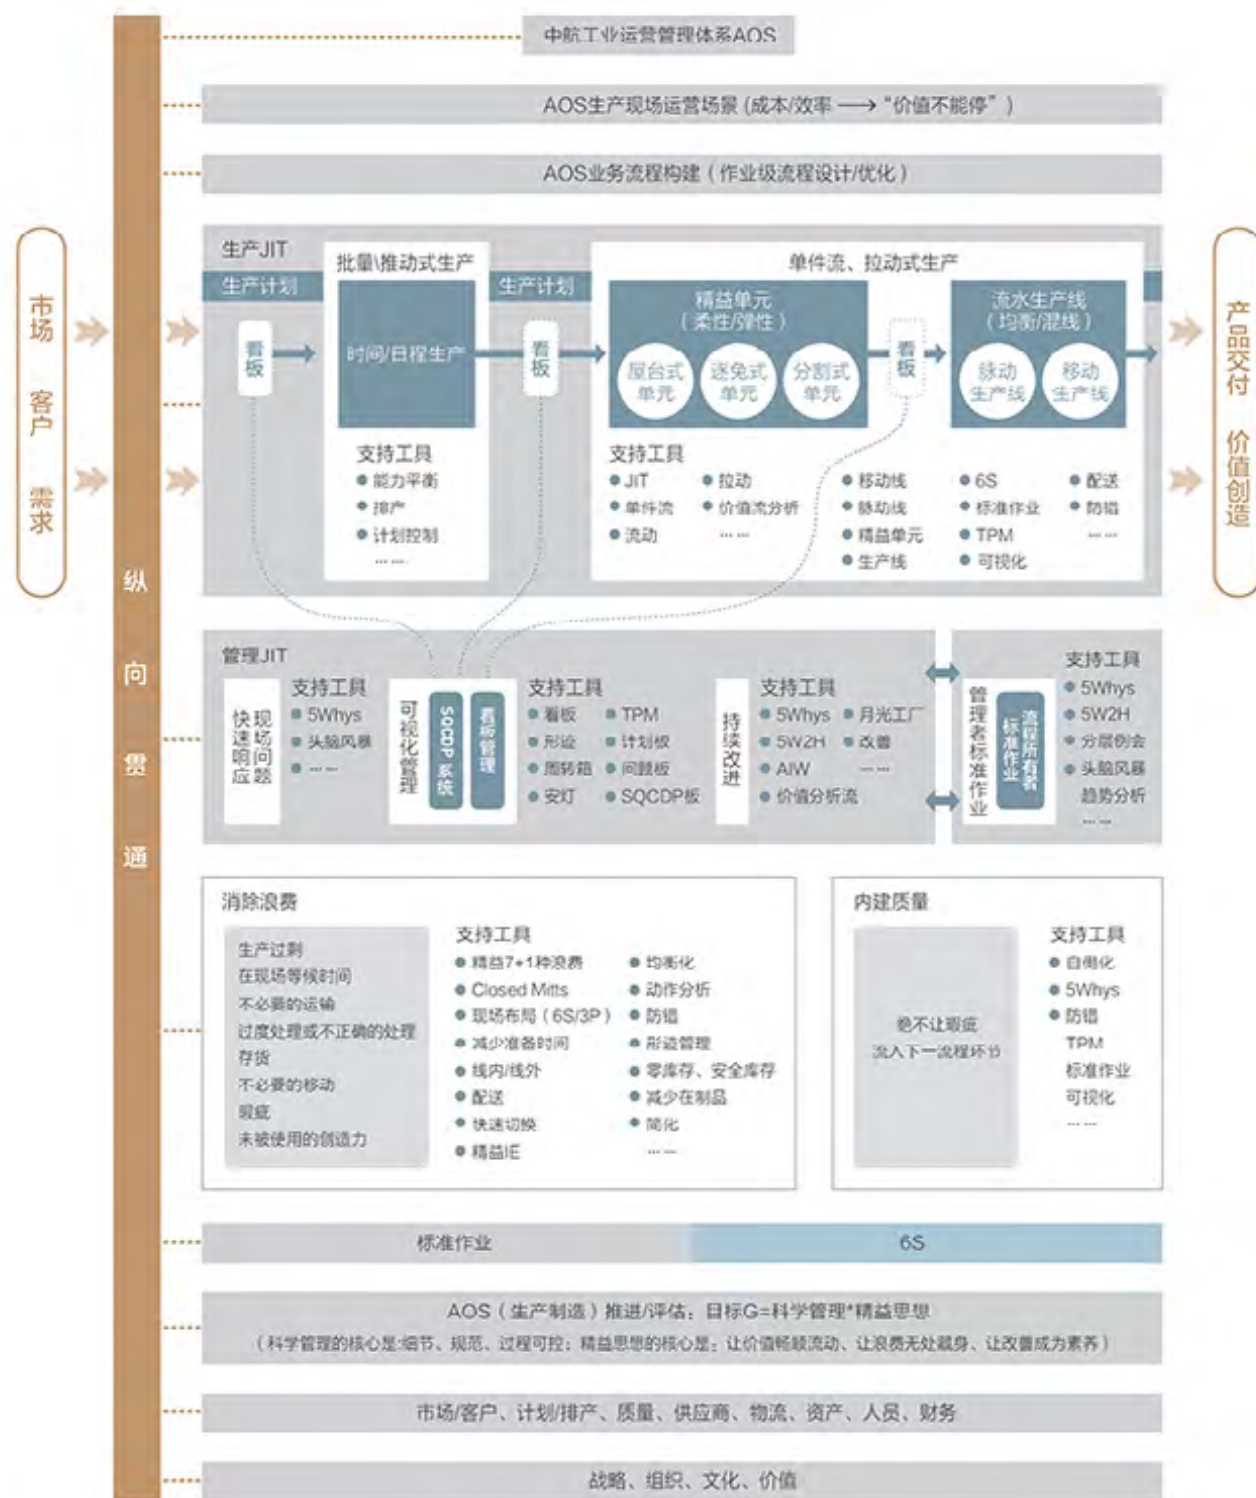 中航工业运营管理体系AOS
AOS生产现场运营场景 (成本/效率 ⟶ “价值不能停” )
AOS业务流程构建（作业级流程设计/优化）
市场 客户 需求
纵向贯通
产品交付 价值创造
生产JIT
生产计划
看板
批量\推动式生产
时间/日程生产
支持工具
能力平衡
排产
计划控制
……
生产计划
看板
单件流、拉动式生产
精益单元
（柔性/弹性）
屋台式
单元
逐兔式
单元
分割式
单元
看板
流水生产线
（均衡/混线）
脉动
生产线
移动
生产线
支持工具
JIT
单件流
流动
拉动
价值流分析
……
移动线
脉动线
精益单元
生产线
6S
标准作业
TPM
可视化
配送
防错
……
管理JIT
现场问题
快速响应
支持工具
5Whys
头脑风暴
……
可视化管理
SQCDP 系统
看板管理
支持工具
看板
形迹
周转箱
安灯
TPM
计划板
问题板
SQCDP板
持续改进
支持工具
5Whys
5W2H
AIW
价值分析流
月光工厂
改善
……
管理者标准作业
流程所有者
标准作业
支持工具
5Whys
5W2H
分层例会
头脑风暴
趋势分析
……
消除浪费
生产过剩
在现场等候时间
不必要的运输
过度处理或不正确的处理
存货
不必要的移动
瑕疵
未被使用的创造力
支持工具
精益7+1种浪费
Closed Mitts
现场布局（6S/3P）
减少准备时间
线内/线外
配送
快速切换
精益IE
均衡化
动作分析
防错
形迹管理
零库存、安全库存
减少在制品
简化
……
内建质量
绝不让瑕疵
流入下一流程环节
支持工具
自働化
5Whys
防错
TPM
标准作业
可视化
……
标准作业
6S
AOS（生产制造）推进/评估：目标G=科学管理*精益思想
（科学管理的核心是:细节、规范、过程可控；精益思想的核心是：让价值畅顺流动、让浪费无处藏身、让改善成为素养）
市场/客户、计划/排产、质量、供应商、物流、资产、人员、财务
战略、组织、文化、价值